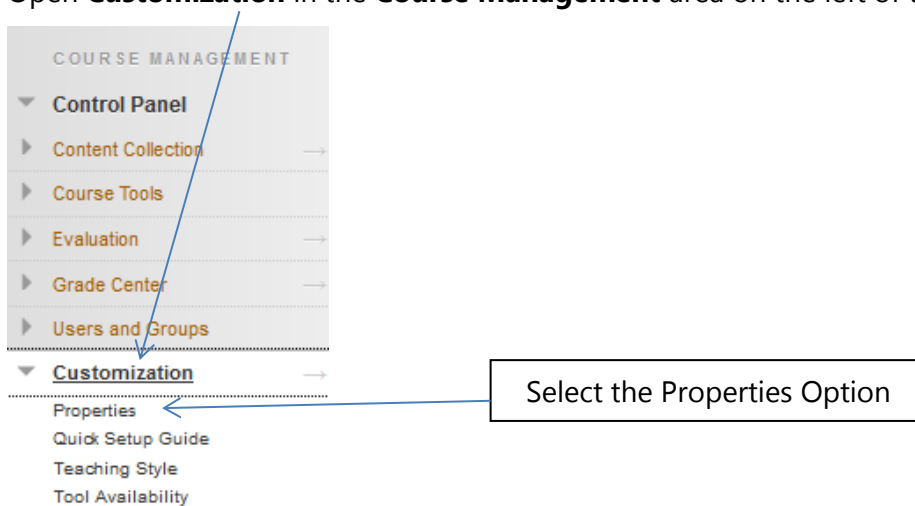 Open Customization in the Course Management area on the left of
COURSE MANAGEMENT
Control Panel
Content Collection
Course Tools
Evaluation
Grade Center
Users and Groups
Customization
Properties
Select the Properties Option
Quick Setup Guide
Teaching Style
Tool Availability